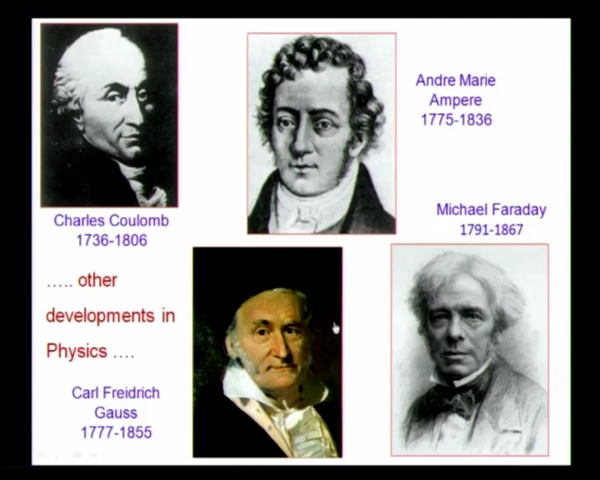 Andre Marie
Ampere
1775-1836
Charles Coulomb
1736-1806
Michael Faraday
1791-1867
..... other
developments in
Physics ....
Carl Freidrich
Gauss
1777-1855